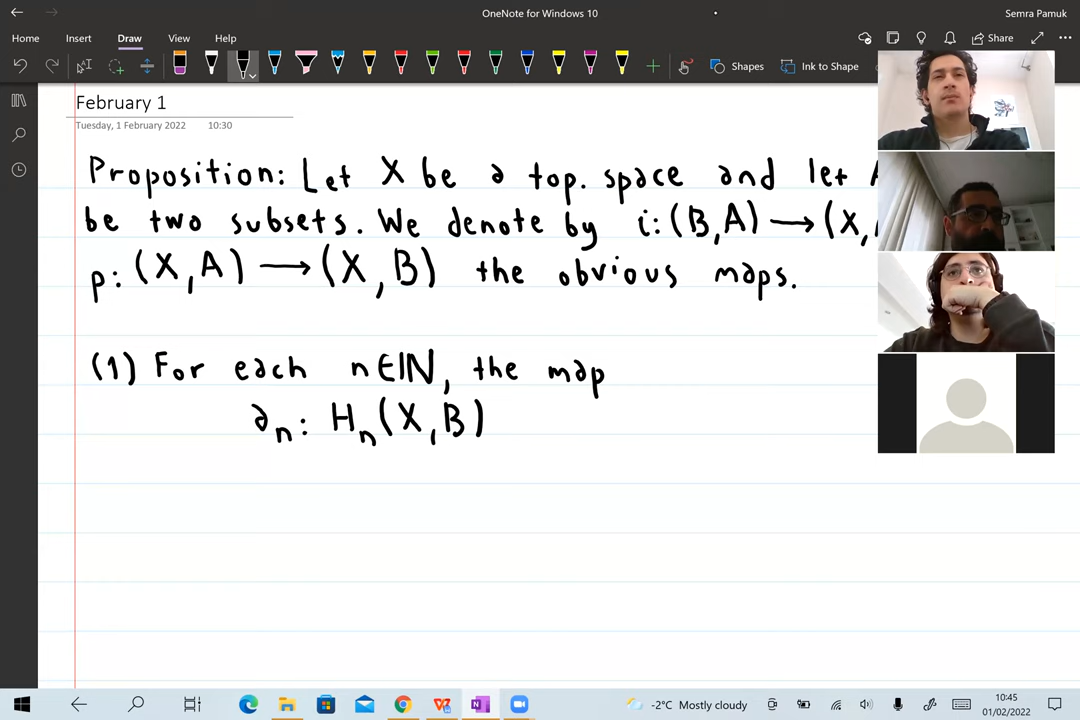 OneNote for Windows 10
Semra Pamuk
Home Insert Draw View Help
Share
Shapes
Ink to Shape
February 1
Tuesday, 1 February 2022 10:30
Proposition: Let X be a top. space and let
be two subsets. We denote by i: (B,A) ⟶ (X,
p: (X,A) ⟶ (X,B) the obvious maps.
(1) For each n∈ℕ, the map
∂n: Hn(X,B)
-2°C Mostly cloudy
10:45
01/02/2022